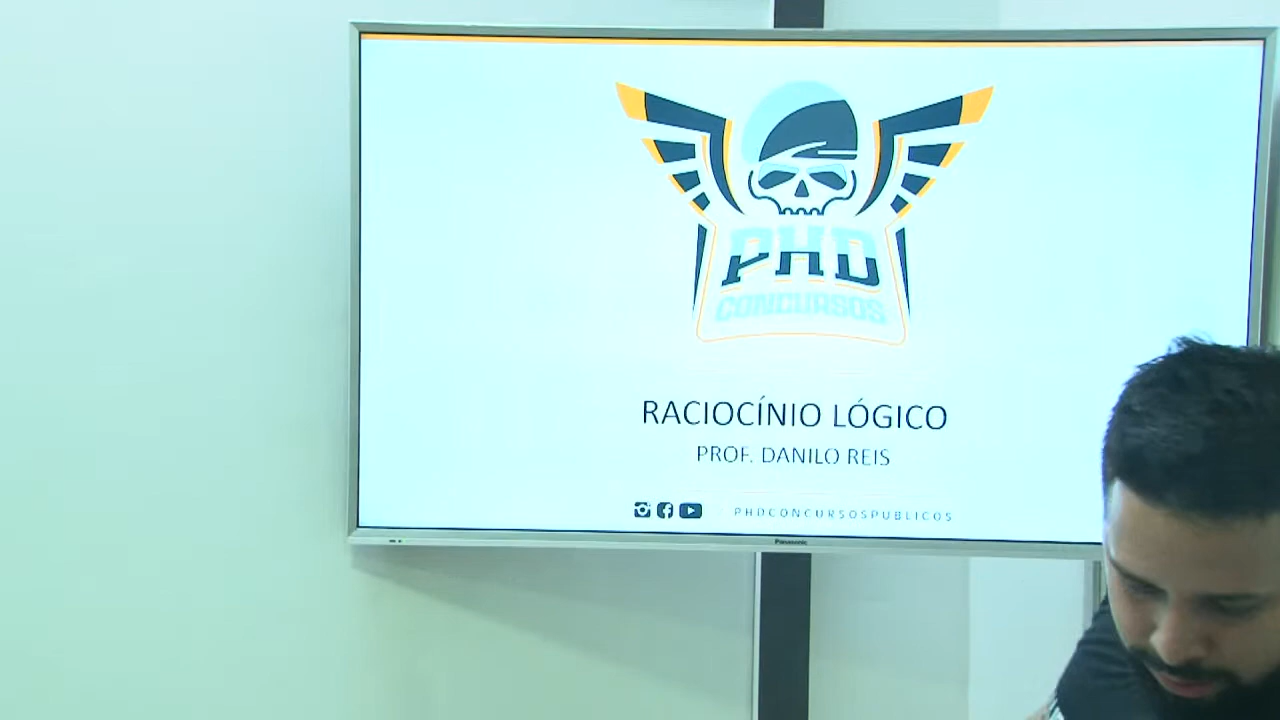 PHD
CONCURSOS
RACIOCÍNIO LÓGICO
PROF. DANILO REIS
PHDCONCURSOSPUBLICOS
Panasonic